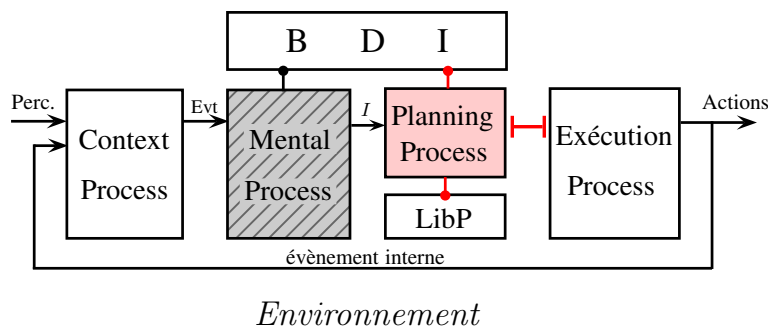 B D I
Perc.
Evt
I
Actions
Context
Process
Mental
Process
Planning
Process
Exécution
Process
LibP
évènement interne
Environnement